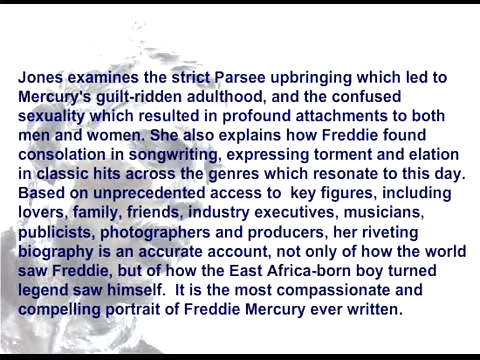 Jones examines the strict Parsee upbringing which led to
Mercury's guilt-ridden adulthood, and the confused
sexuality which resulted in profound attachments to both
men and women. She also explains how Freddie found
consolation in songwriting, expressing torment and elation
in classic hits across the genres which resonate to this day.
Based on unprecedented access to  key figures, including
lovers, family, friends, industry executives, musicians,
publicists, photographers and producers, her riveting
biography is an accurate account, not only of how the world
saw Freddie, but of how the East Africa-born boy turned
legend saw himself.  It is the most compassionate and
compelling portrait of Freddie Mercury ever written.